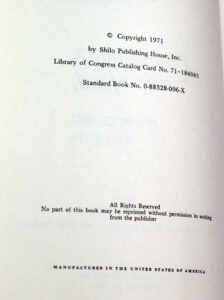 © Copyright 1971
by Shilo Publishing House, Inc.
Library of Congress Catalog Card No. 71-184045
Standard Book No. 0-88328-006-X
All Rights Reserved
No part of this book may be reprinted without permission in writing
from the publisher
MANUFACTURED IN THE UNITED STATES OF AMERICA